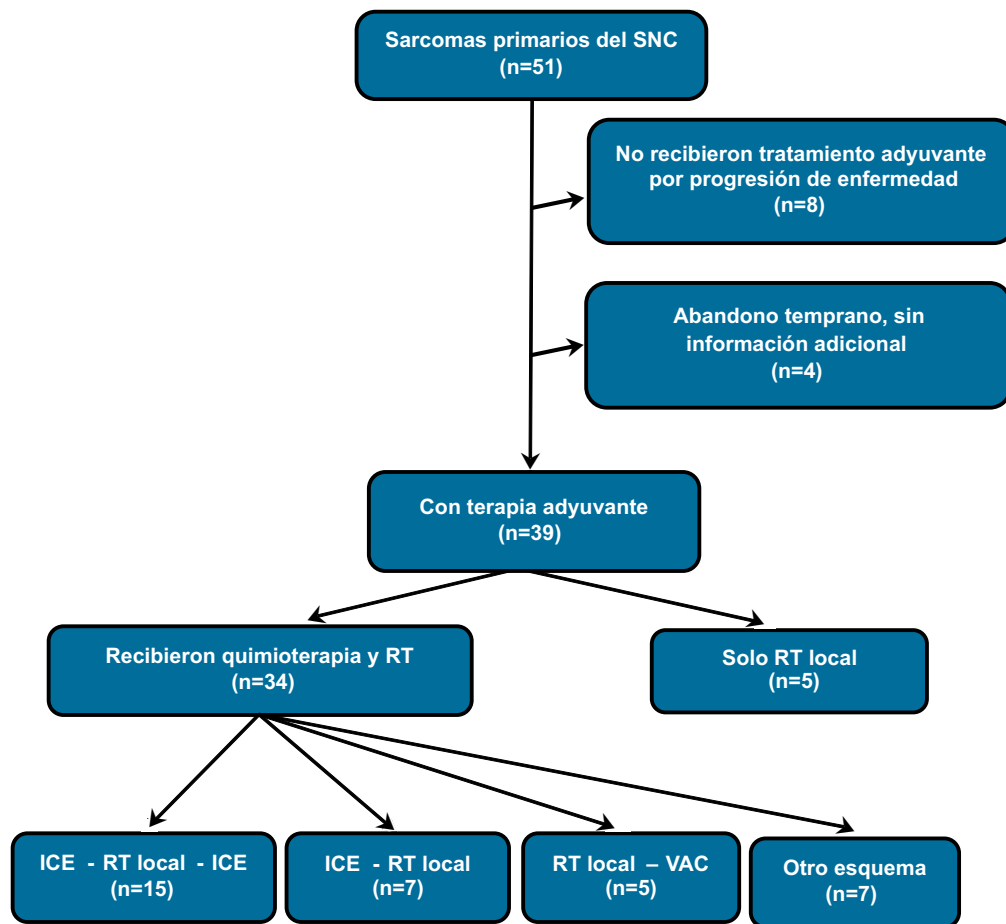 Sarcomas primarios del SNC
(n=51)
No recibieron tratamiento adyuvante
por progresión de enfermedad
(n=8)
Abandono temprano, sin
información adicional
(n=4)
Con terapia adyuvante
(n=39)
Recibieron quimioterapia y RT
(n=34)
Solo RT local
(n=5)
ICE - RT local - ICE
(n=15)
ICE - RT local
(n=7)
RT local – VAC
(n=5)
Otro esquema
(n=7)